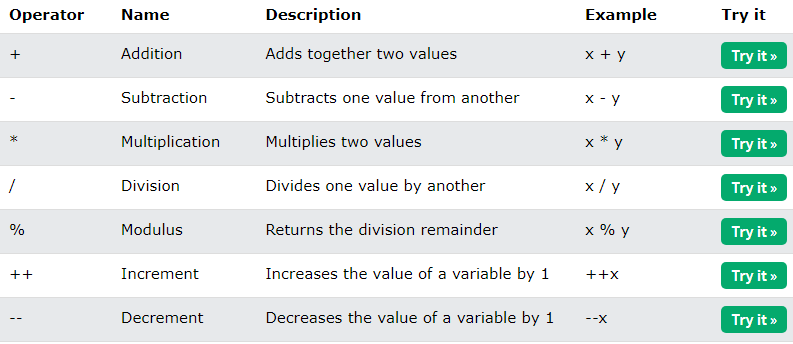 Operator Name Description Example Try it
+ Addition Adds together two values x + y Try it »
- Subtraction Subtracts one value from another x - y Try it »
* Multiplication Multiplies two values x * y Try it »
/ Division Divides one value by another x / y Try it »
% Modulus Returns the division remainder x % y Try it »
++ Increment Increases the value of a variable by 1 ++x Try it »
-- Decrement Decreases the value of a variable by 1 --x Try it »